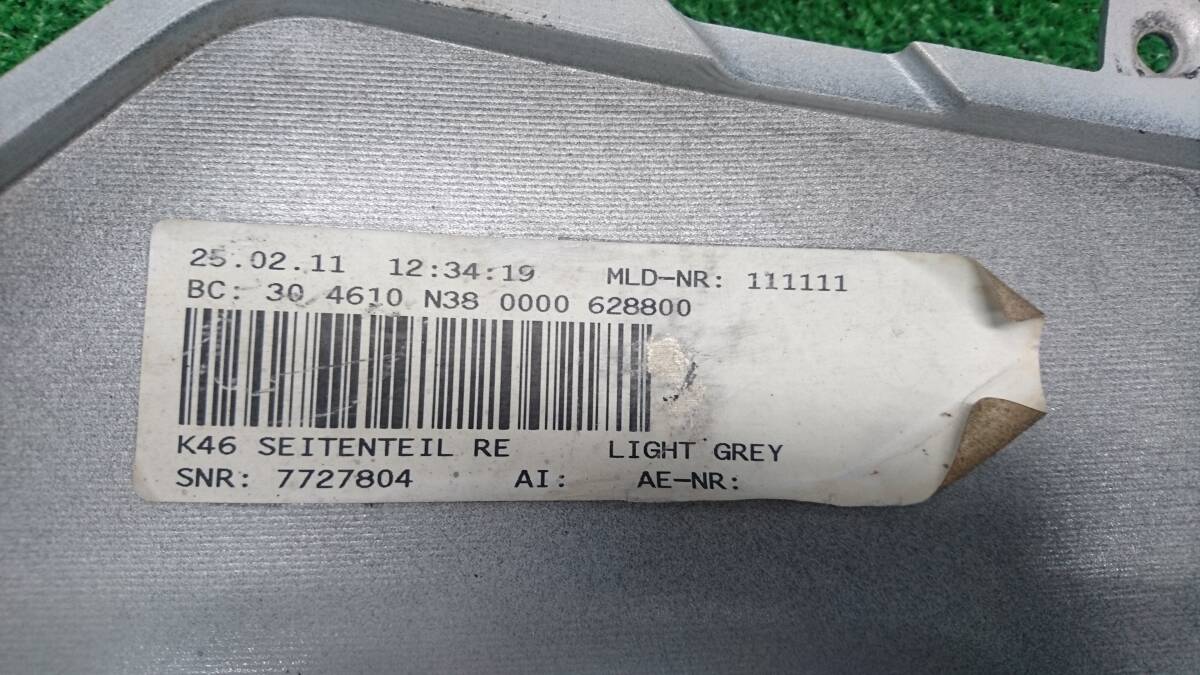 25.02.11 12:34:19 MLD-NR: 111111
BC: 30 4610 N38 0000 628800
K46 SEITENTEIL RE LIGHT GREY
SNR: 7727804 AI: AE-NR: